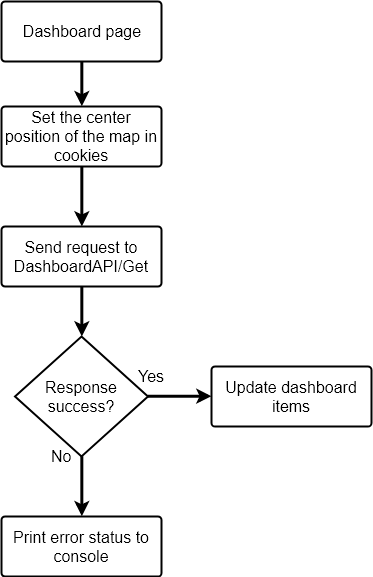 Dashboard page
Set the center
position of the map in
cookies
Send request to
DashboardAPI/Get
Response
success?
Yes
Update dashboard
items
No
Print error status to
console